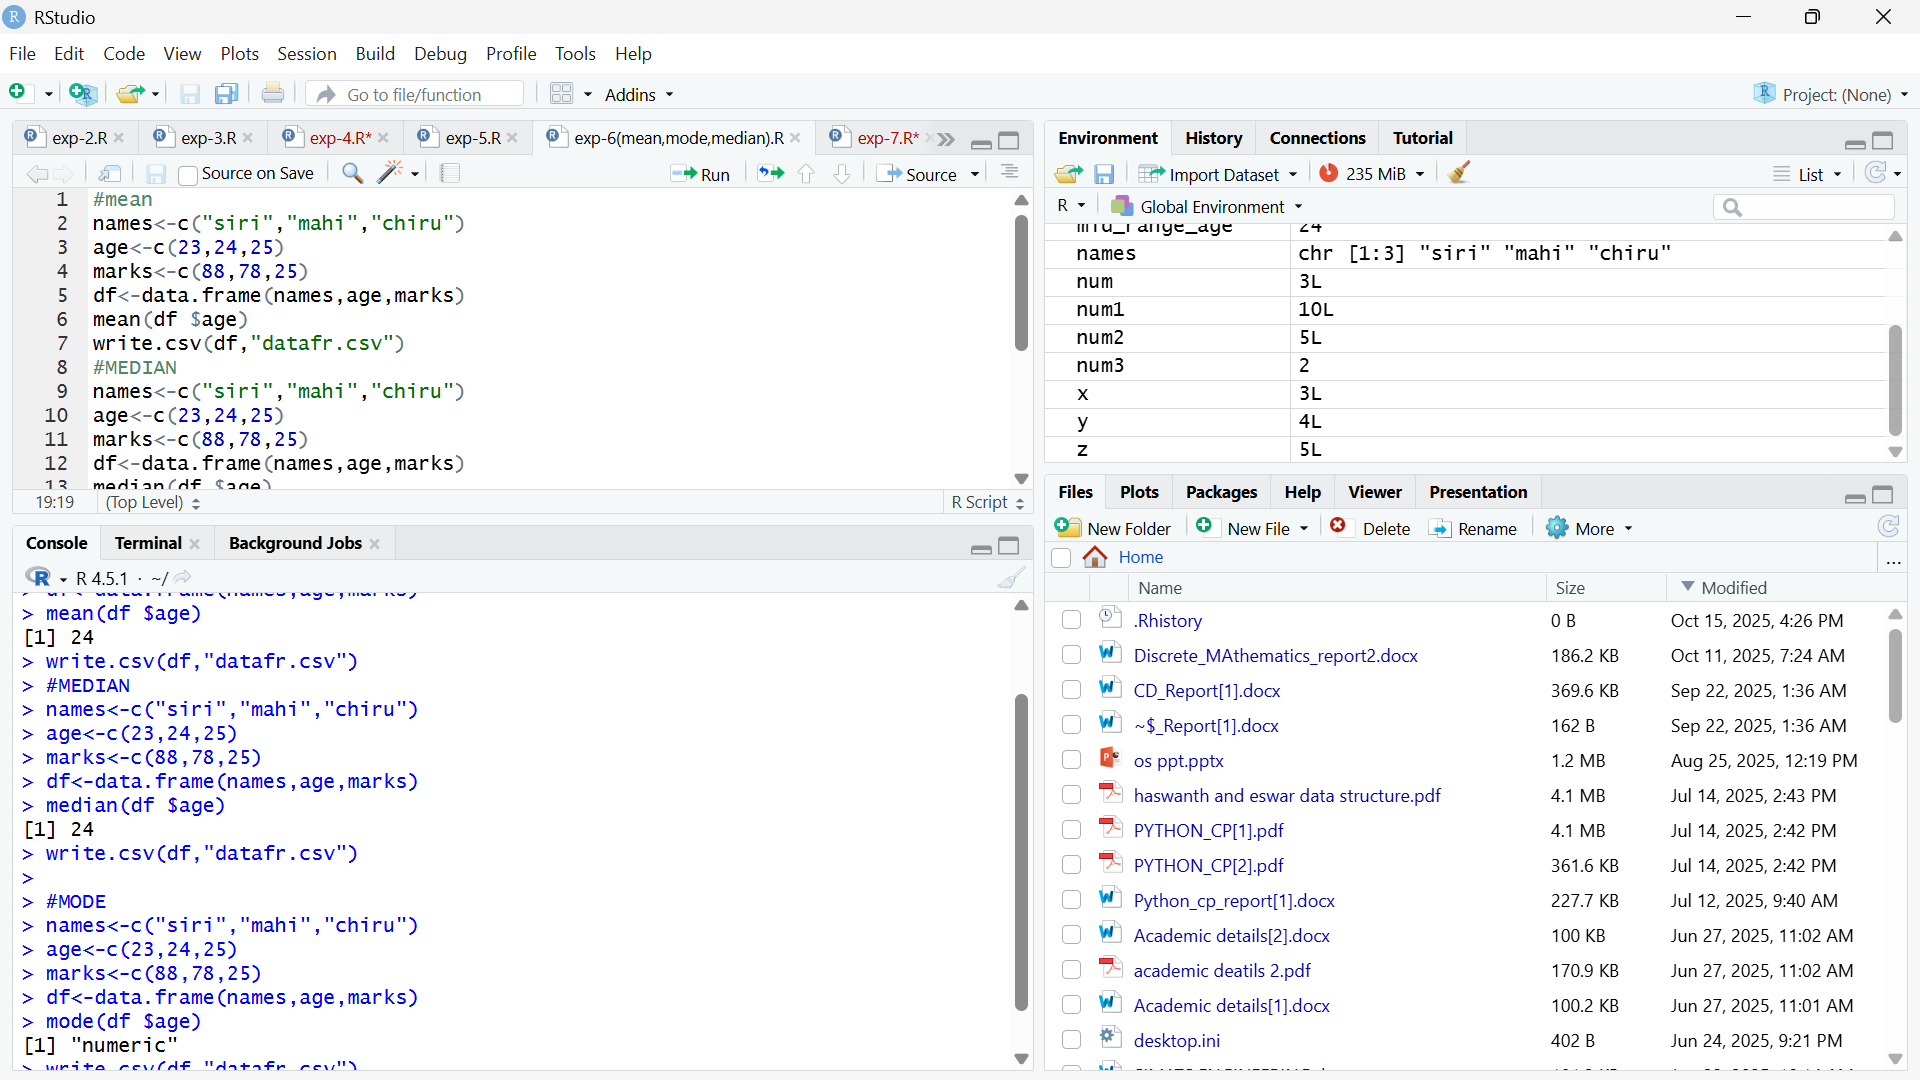 RStudio
File Edit Code View Plots Session Build Debug Profile Tools Help
Go to file/function Addins Project: (None)
exp-2.R exp-3.R exp-4.R* exp-5.R exp-6(mean,mode,median).R exp-7.R*
Source on Save Run Source
1 #mean
2 names<-c("siri","mahi","chiru")
3 age<-c(23,24,25)
4 marks<-c(88,78,25)
5 df<-data.frame(names,age,marks)
6 mean(df $age)
7 write.csv(df,"datafr.csv")
8 #MEDIAN
9 names<-c("siri","mahi","chiru")
10 age<-c(23,24,25)
11 marks<-c(88,78,25)
12 df<-data.frame(names,age,marks)
13 median(df $age)
19:19 (Top Level) R Script
Console Terminal Background Jobs
R 4.5.1 · ~/
> df<-data.frame(names,age,marks)
> mean(df $age)
[1] 24
> write.csv(df,"datafr.csv")
> #MEDIAN
> names<-c("siri","mahi","chiru")
> age<-c(23,24,25)
> marks<-c(88,78,25)
> df<-data.frame(names,age,marks)
> median(df $age)
[1] 24
> write.csv(df,"datafr.csv")
>
> #MODE
> names<-c("siri","mahi","chiru")
> age<-c(23,24,25)
> marks<-c(88,78,25)
> df<-data.frame(names,age,marks)
> mode(df $age)
[1] "numeric"
> write.csv(df,"datafr.csv")
Environment History Connections Tutorial
Import Dataset 235 MiB List
R Global Environment
mid_range_age 24
names chr [1:3] "siri" "mahi" "chiru"
num 3L
num1 10L
num2 5L
num3 2
x 3L
y 4L
z 5L
Files Plots Packages Help Viewer Presentation
New Folder New File Delete Rename More
Home ...
Name Size Modified
.Rhistory 0 B Oct 15, 2025, 4:26 PM
Discrete_MAthematics_report2.docx 186.2 KB Oct 11, 2025, 7:24 AM
CD_Report[1].docx 369.6 KB Sep 22, 2025, 1:36 AM
~$_Report[1].docx 162 B Sep 22, 2025, 1:36 AM
os ppt.pptx 1.2 MB Aug 25, 2025, 12:19 PM
haswanth and eswar data structure.pdf 4.1 MB Jul 14, 2025, 2:43 PM
PYTHON_CP[1].pdf 4.1 MB Jul 14, 2025, 2:42 PM
PYTHON_CP[2].pdf 361.6 KB Jul 14, 2025, 2:42 PM
Python_cp_report[1].docx 227.7 KB Jul 12, 2025, 9:40 AM
Academic details[2].docx 100 KB Jun 27, 2025, 11:02 AM
academic deatils 2.pdf 170.9 KB Jun 27, 2025, 11:02 AM
Academic details[1].docx 100.2 KB Jun 27, 2025, 11:01 AM
desktop.ini 402 B Jun 24, 2025, 9:21 PM